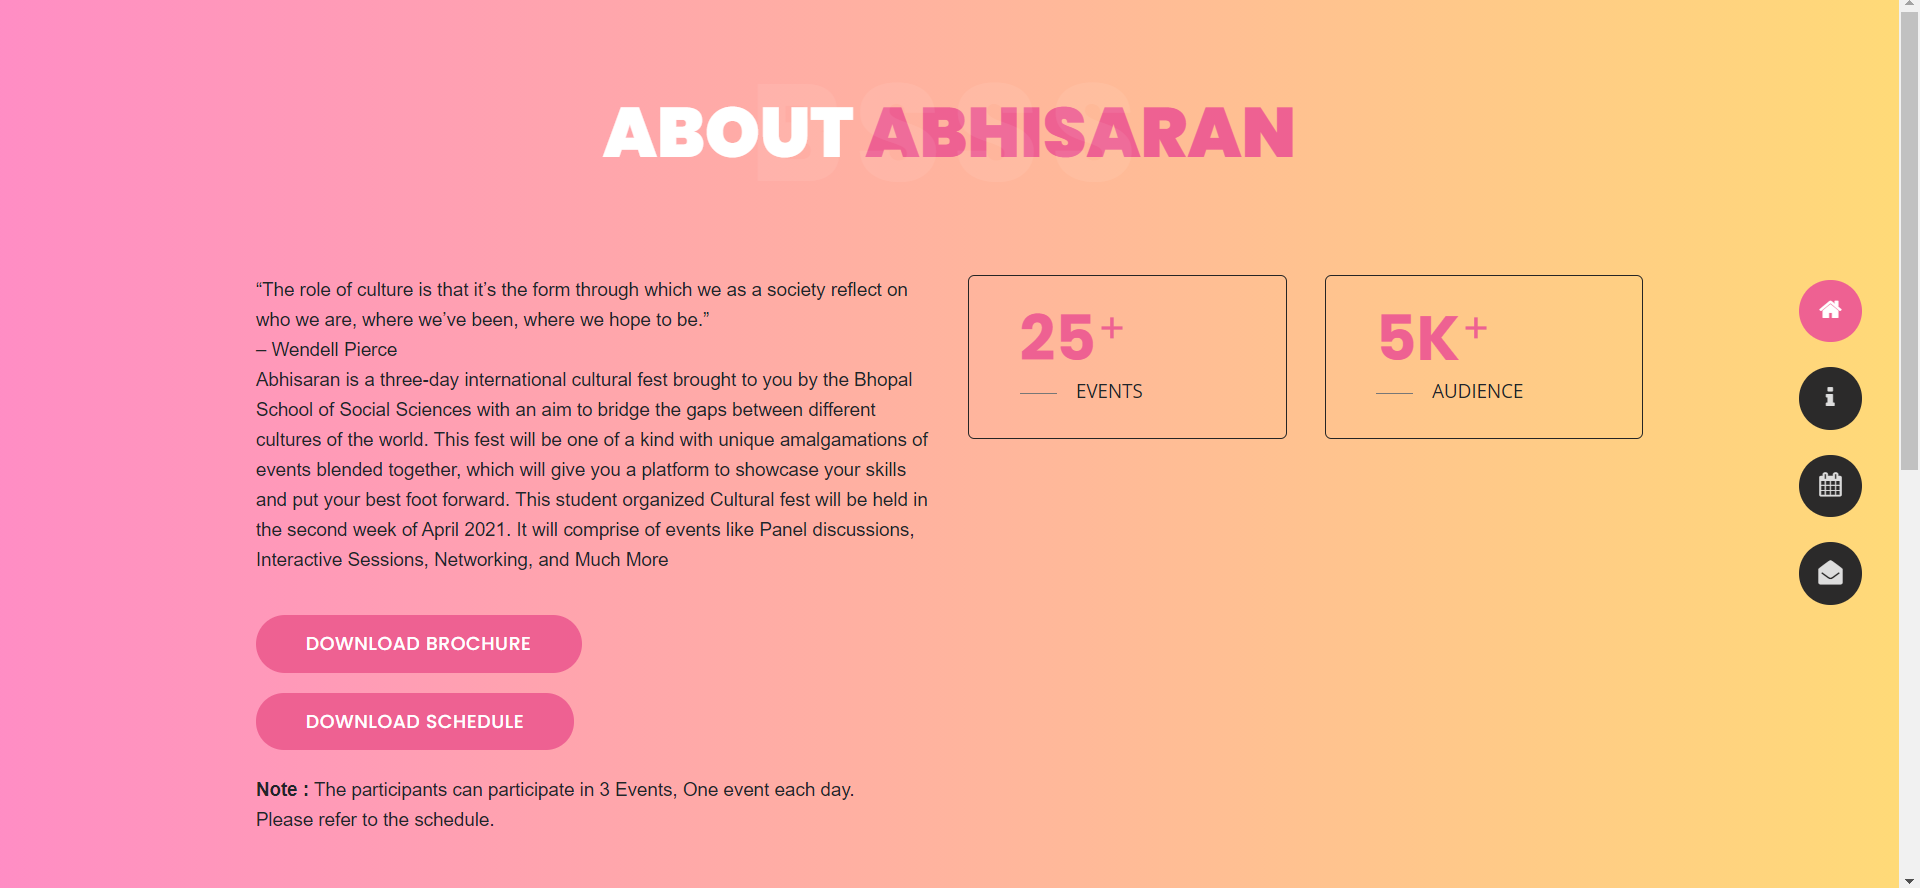 BSSS
ABOUT ABHISARAN
“The role of culture is that it’s the form through which we as a society reflect on
who we are, where we’ve been, where we hope to be.”
– Wendell Pierce
Abhisaran is a three-day international cultural fest brought to you by the Bhopal
School of Social Sciences with an aim to bridge the gaps between different
cultures of the world. This fest will be one of a kind with unique amalgamations of
events blended together, which will give you a platform to showcase your skills
and put your best foot forward. This student organized Cultural fest will be held in
the second week of April 2021. It will comprise of events like Panel discussions,
Interactive Sessions, Networking, and Much More
DOWNLOAD BROCHURE
DOWNLOAD SCHEDULE
Note : The participants can participate in 3 Events, One event each day.
Please refer to the schedule.
25+
EVENTS
5K+
AUDIENCE